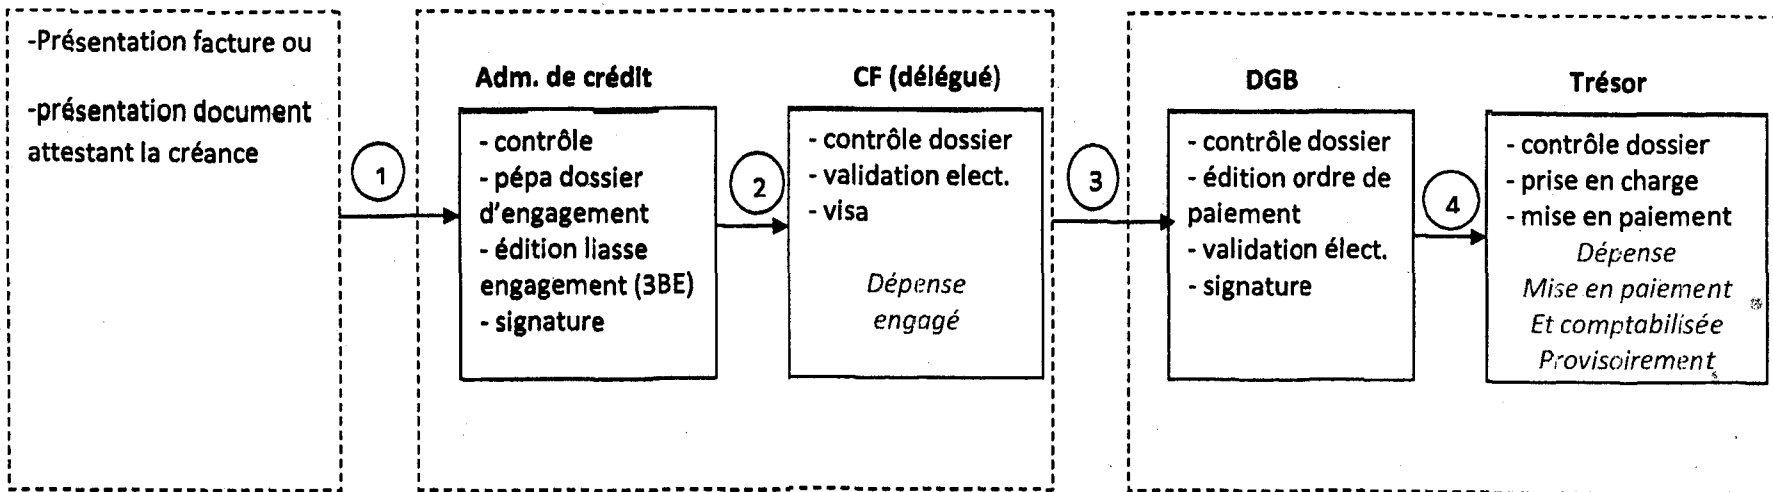 -Présentation facture ou
-présentation document
attestant la créance
1
Adm. de crédit
- contrôle
- pépa dossier
d'engagement
- édition liasse
engagement (3BE)
- signature
2
CF (délégué)
- contrôle dossier
- validation elect.
- visa
Dépense
engagé
3
DGB
- contrôle dossier
- édition ordre de
paiement
- validation élect.
- signature
4
Trésor
- contrôle dossier
- prise en charge
- mise en paiement
Dépense
Mise en paiement
Et comptabilisée
Provisoirement